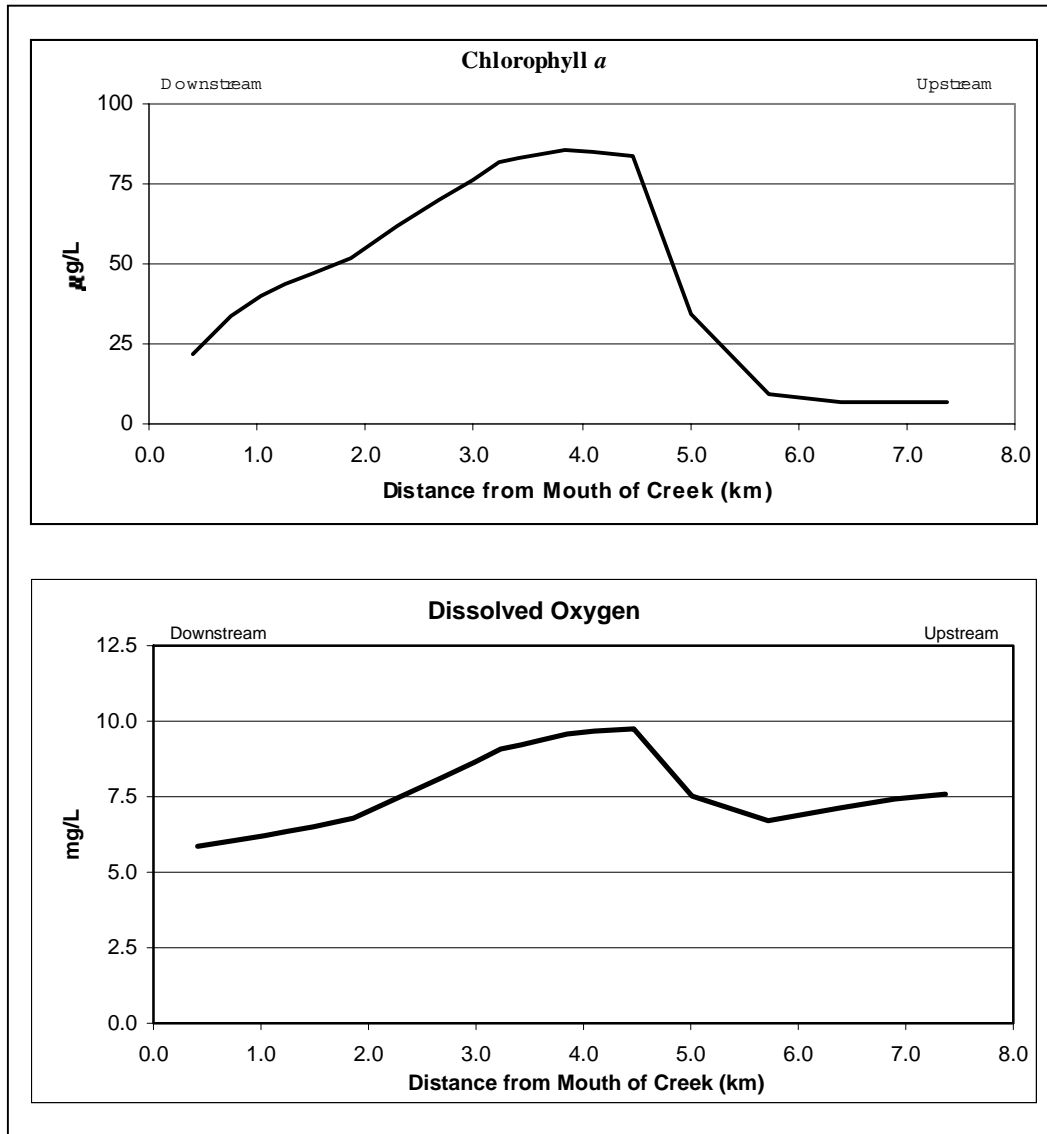 Chlorophyll a
Downstream Upstream
100
75
50
25
0
μg/L
0.0 1.0 2.0 3.0 4.0 5.0 6.0 7.0 8.0
Distance from Mouth of Creek (km)
Dissolved Oxygen
Downstream Upstream
12.5
10.0
7.5
5.0
2.5
0.0
mg/L
0.0 1.0 2.0 3.0 4.0 5.0 6.0 7.0 8.0
Distance from Mouth of Creek (km)